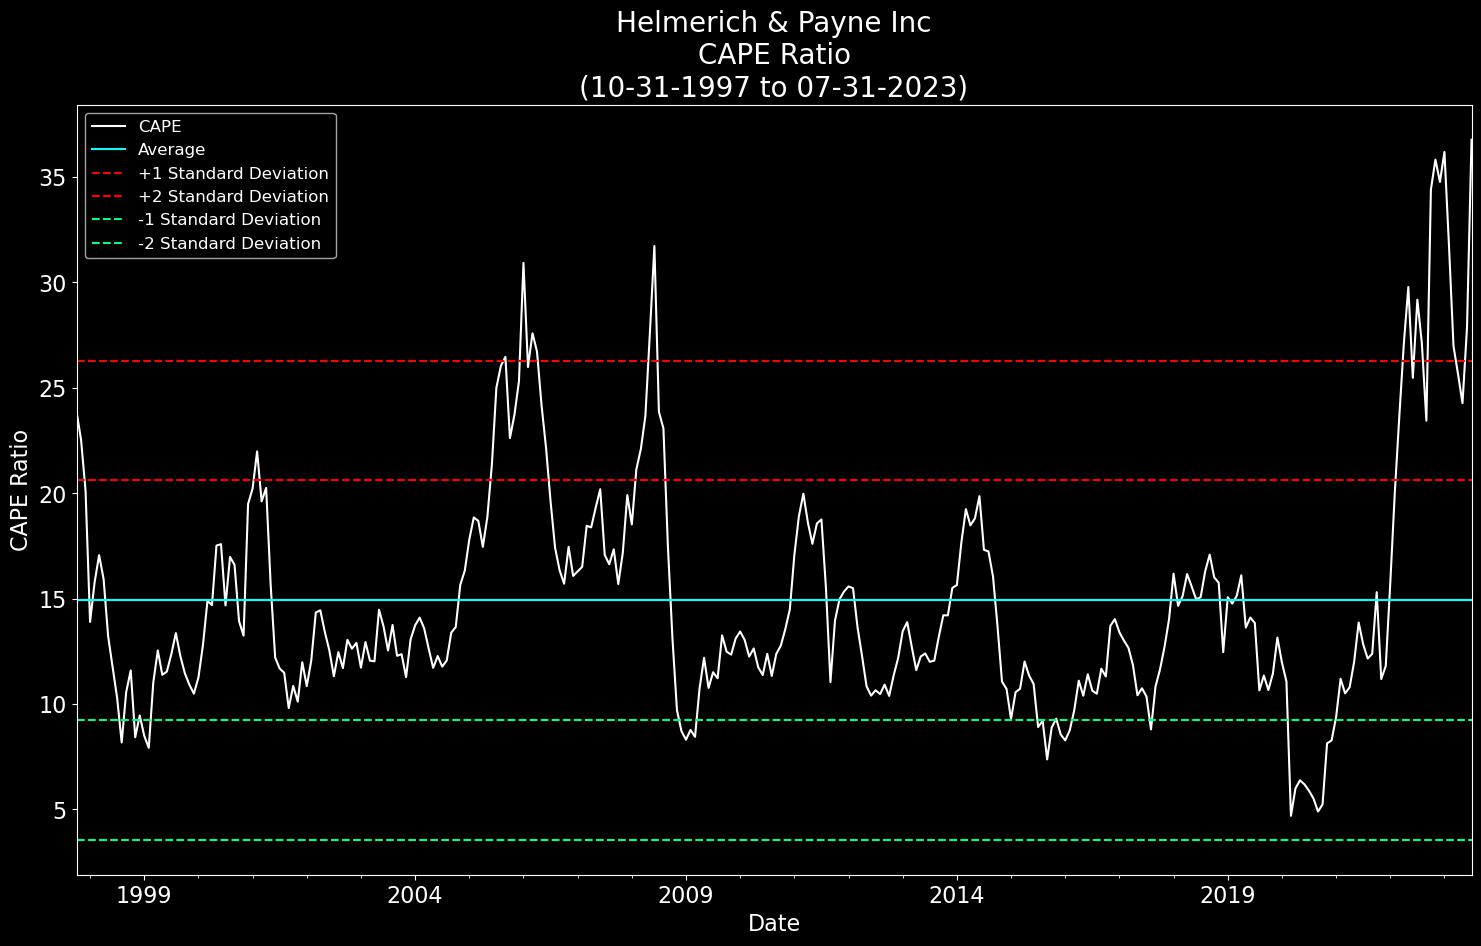 Helmerich & Payne Inc
CAPE Ratio
(10-31-1997 to 07-31-2023)
CAPE
Average
+1 Standard Deviation
+2 Standard Deviation
-1 Standard Deviation
-2 Standard Deviation
CAPE Ratio
35
30
25
20
15
10
5
1999
2004
2009
2014
2019
Date